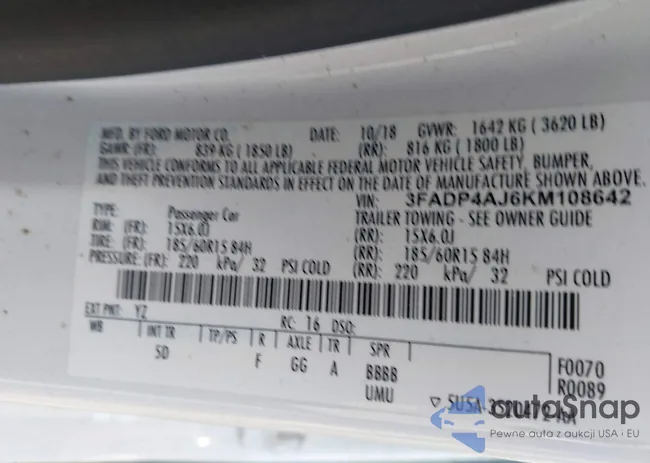 MFD. BY FORD MOTOR CO. DATE: 10/18 GVWR: 1642 KG ( 3620 LB)
GAWR: (FR): 839 KG ( 1850 LB) (RR): 816 KG ( 1800 LB)
THIS VEHICLE CONFORMS TO ALL APPLICABLE FEDERAL MOTOR VEHICLE SAFETY, BUMPER,
AND THEFT PREVENTION STANDARDS IN EFFECT ON THE DATE OF MANUFACTURE SHOWN ABOVE.
VIN: 3FADP4AJ6KM108642
TYPE: Passenger Car TRAILER TOWING - SEE OWNER GUIDE
RIM: (FR): 15X6.0J (RR): 15X6.0J
TIRE: (FR): 185/60R15 84H (RR): 185/60R15 84H
PRESSURE: (FR): 220 kPa/ 32 PSI COLD (RR): 220 kPa/ 32 PSI COLD
EXT PNT: YZ RC: 16 DSO:
WB INT TR TP/PS R AXLE TR SPR
5D F GG A BBBB F0070
UMU R0089
autoSnap
Pewne auta z aukcji USA i EU